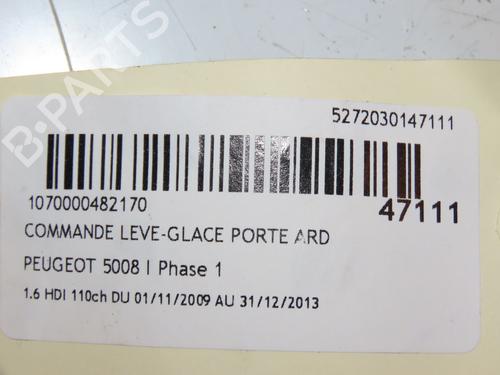 B-PARTS
5272030147111
1070000482170
47111
COMMANDE LEVE-GLACE PORTE ARD
PEUGEOT 5008 I Phase 1
1.6 HDI 110ch DU 01/11/2009 AU 31/12/2013